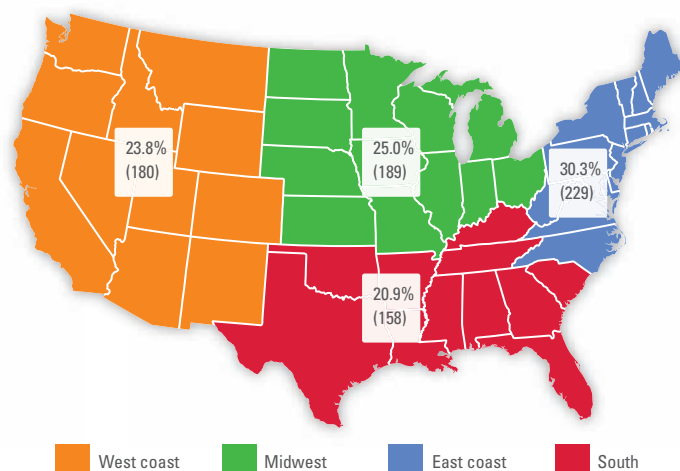 23.8%
(180)
25.0%
(189)
30.3%
(229)
20.9%
(158)
West coast
Midwest
East coast
South